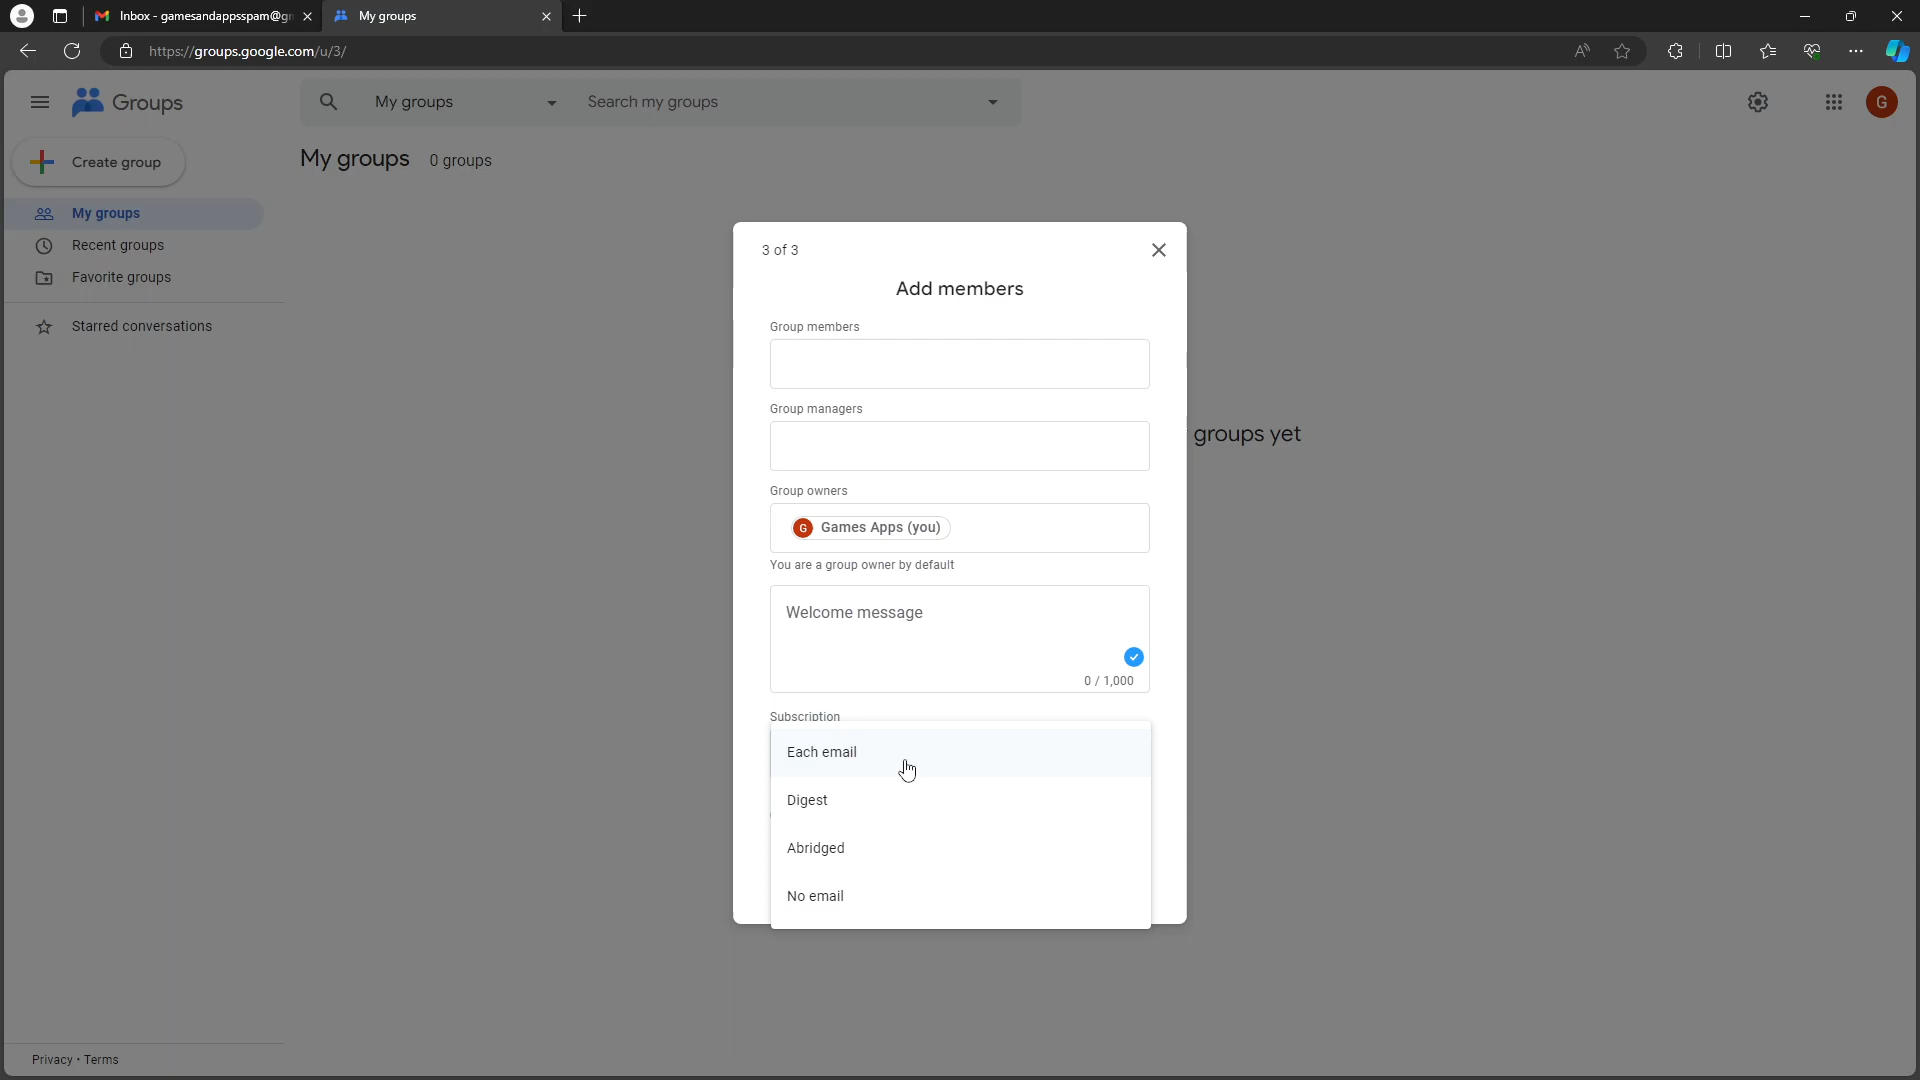 Inbox - gamesandappsspam@g
My groups
https://groups.google.com/u/3/
Groups
My groups
Search my groups
G
Create group
My groups
0 groups
My groups
Recent groups
Favorite groups
Starred conversations
groups yet
3 of 3
Add members
Group members
Group managers
Group owners
G Games Apps (you)
You are a group owner by default
Welcome message
0 / 1,000
Subscription
Each email
Digest
Abridged
No email
Privacy • Terms